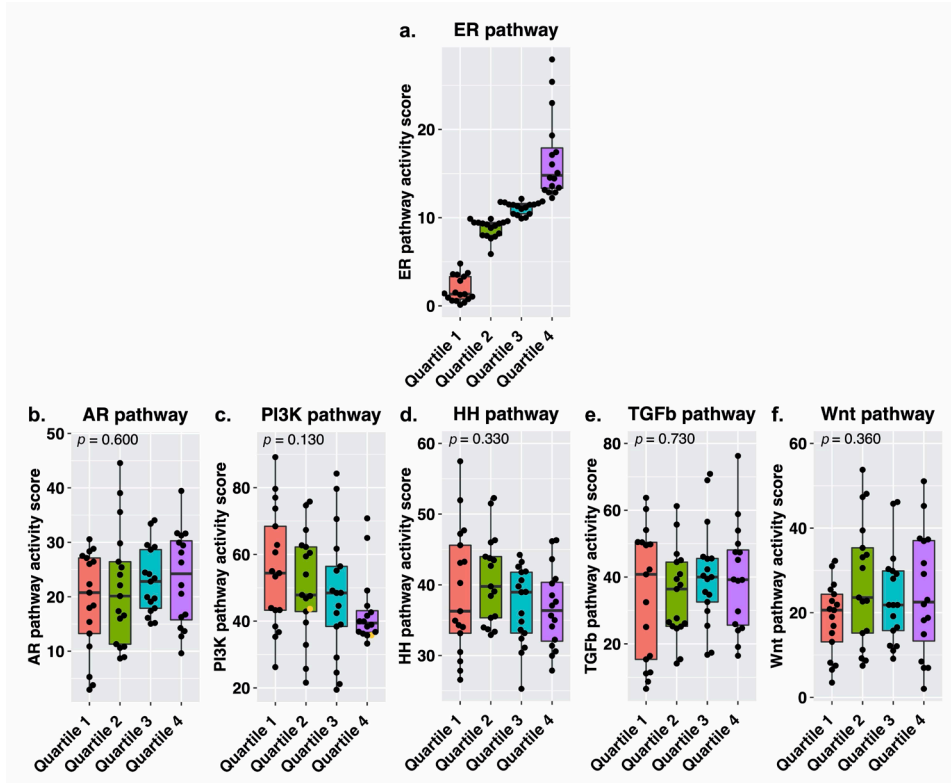 a. ER pathway
ER pathway activity score
20
10
0
Quartile 1
Quartile 2
Quartile 3
Quartile 4
b. AR pathway
p = 0.600
AR pathway activity score
50
40
30
20
10
Quartile 1
Quartile 2
Quartile 3
Quartile 4
c. PI3K pathway
p = 0.130
PI3K pathway activity score
80
60
40
20
Quartile 1
Quartile 2
Quartile 3
Quartile 4
d. HH pathway
p = 0.330
HH pathway activity score
60
50
40
30
Quartile 1
Quartile 2
Quartile 3
Quartile 4
e. TGFb pathway
p = 0.730
TGFb pathway activity score
80
60
40
20
Quartile 1
Quartile 2
Quartile 3
Quartile 4
f. Wnt pathway
p = 0.360
Wnt pathway activity score
60
40
20
0
Quartile 1
Quartile 2
Quartile 3
Quartile 4